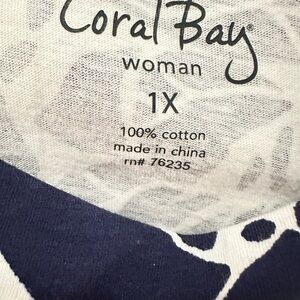 Coral Bay
woman
1X
100% cotton
made in china
rn# 76235